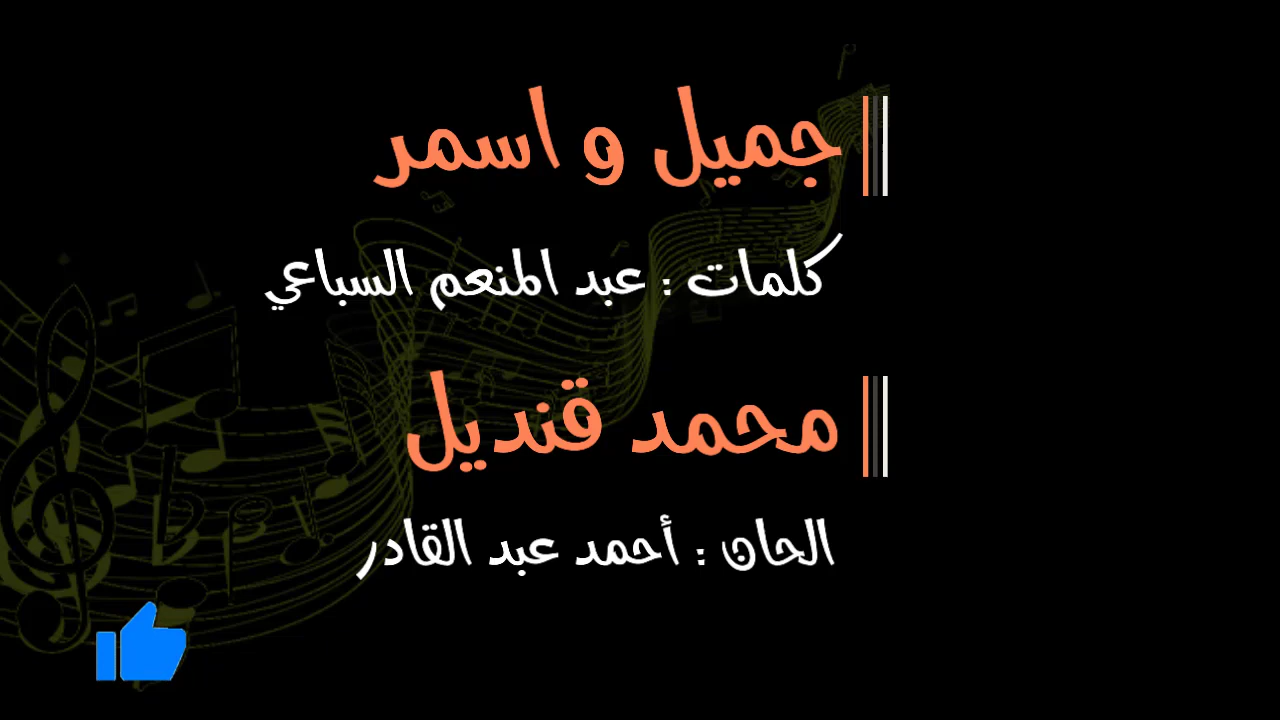 جميل و اسمر
كلمات : عبد المنعم السباعي
محمد قنديل
الحان : أحمد عبد القادر